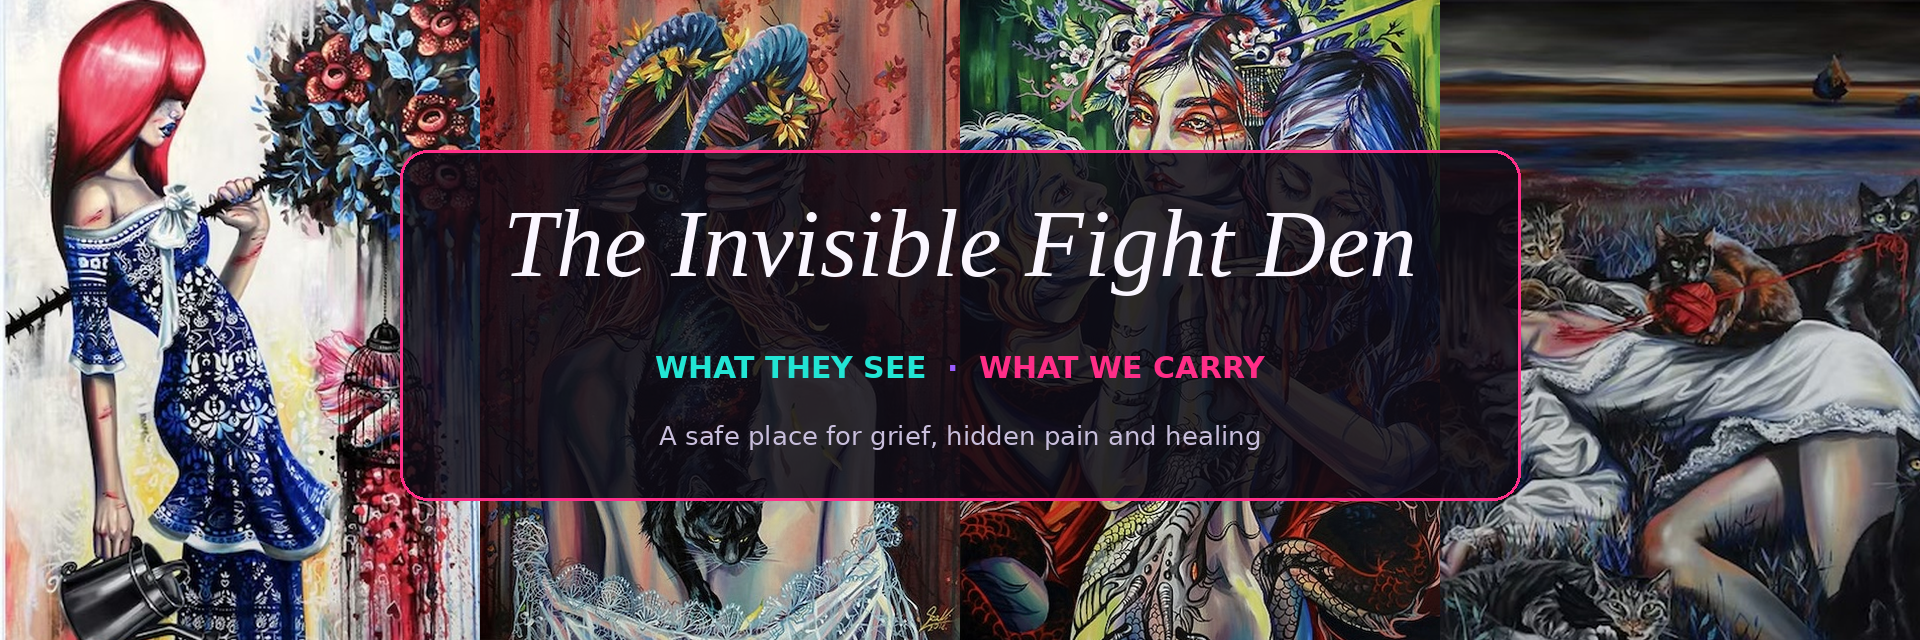 The Invisible Fight Den
WHAT THEY SEE · WHAT WE CARRY
A safe place for grief, hidden pain and healing